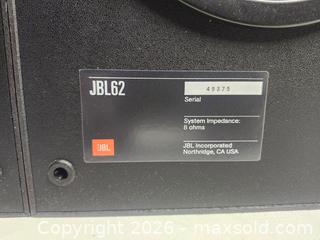 JBL62
49375
Serial
System Impedance:
8 ohms
JBL
JBL Incorporated
Northridge, CA USA
© Copyright 2026 - maxsold.com